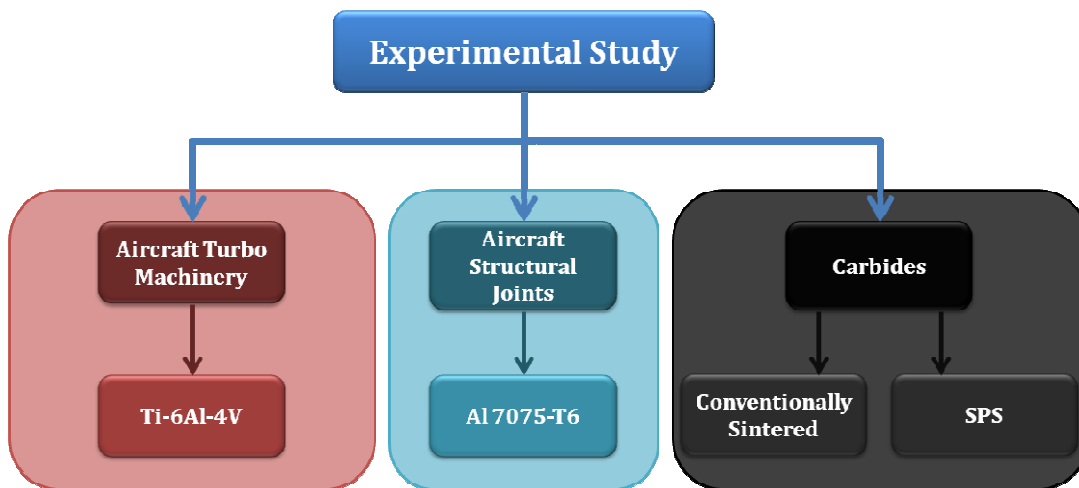 Experimental Study
Aircraft Turbo
Machinery
Aircraft
Structural
Joints
Carbides
Ti-6Al-4V
Al 7075-T6
Conventionally
Sintered
SPS